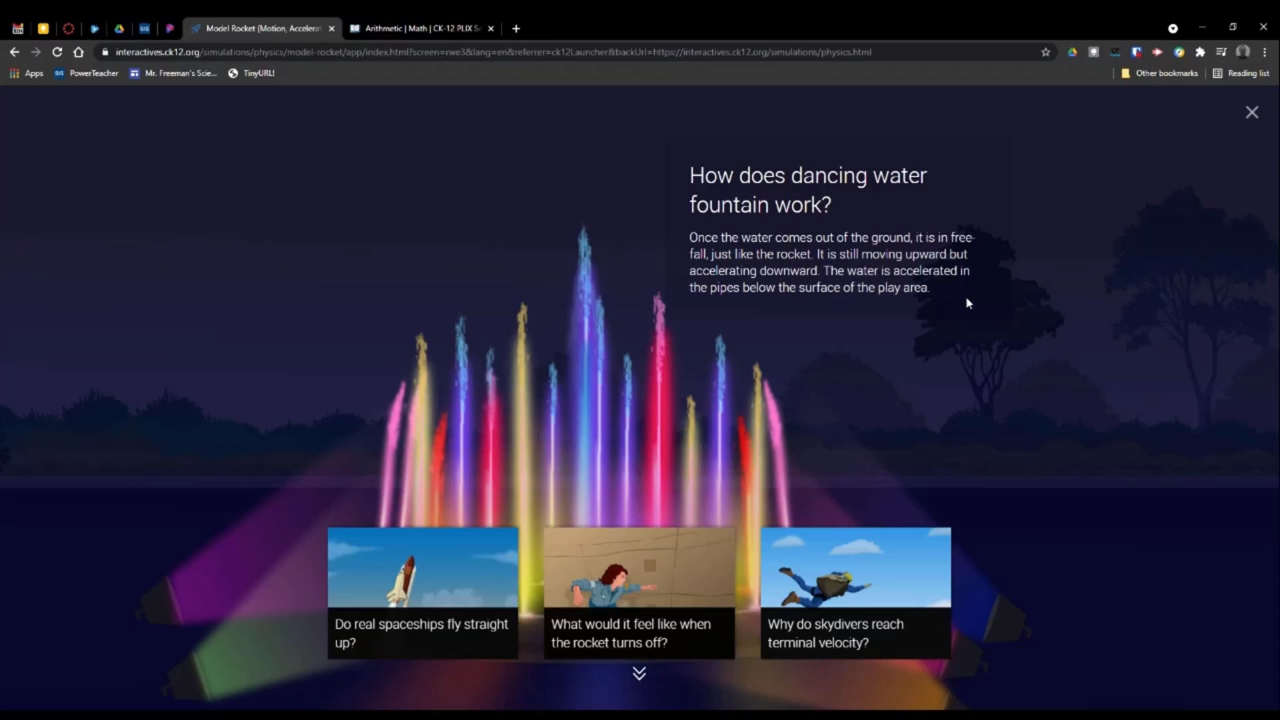 Model Rocket (Motion, Accelerat
Arithmetic | Math | CK-12 PLIX Se
interactives.ck12.org/simulations/physics/model-rocket/app/index.html?screen=rwe3&lang=en&referrer=ck12Launcher&backUrl=https://interactives.ck12.org/simulations/physics.html
Apps
SIS
PowerTeacher
Mr. Freeman's Scie...
TinyURL!
Other bookmarks
Reading list
How does dancing water
fountain work?
Once the water comes out of the ground, it is in free-
fall, just like the rocket. It is still moving upward but
accelerating downward. The water is accelerated in
the pipes below the surface of the play area.
Do real spaceships fly straight
up?
What would it feel like when
the rocket turns off?
Why do skydivers reach
terminal velocity?